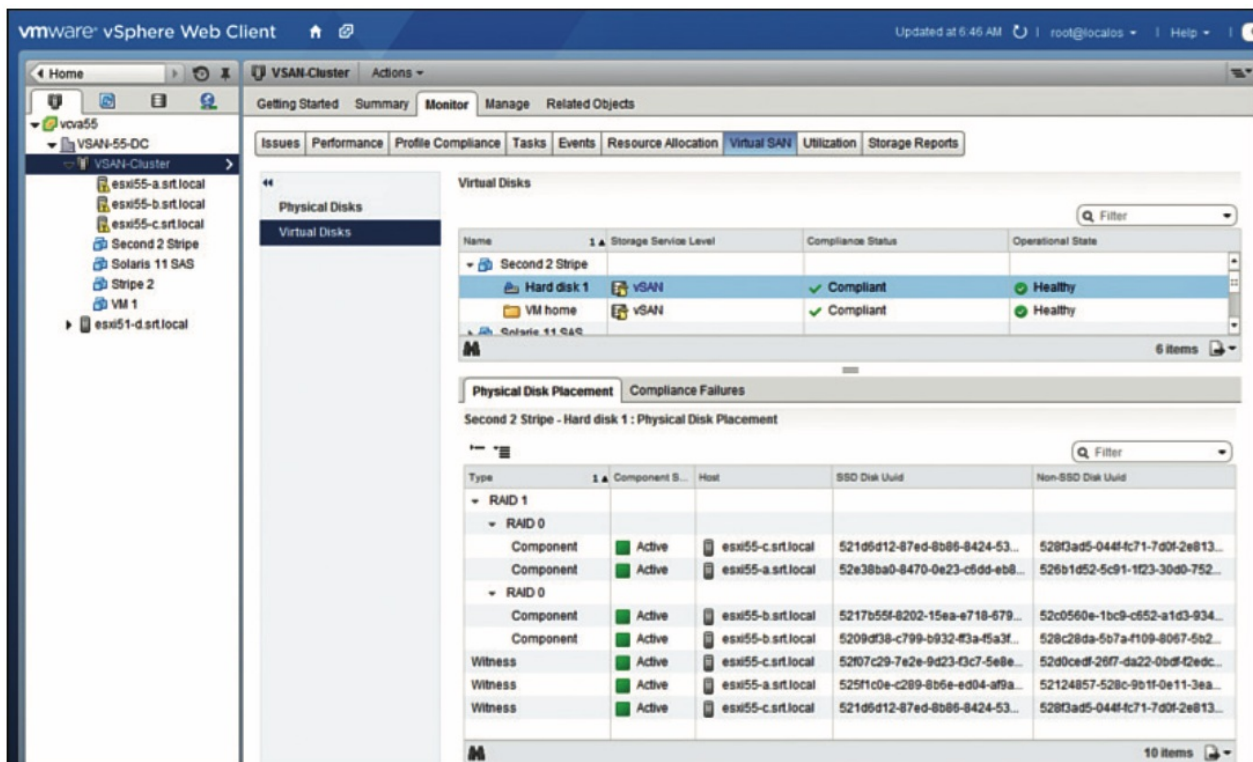 vmware vSphere Web Client
Updated at 6:46 AM | root@localos | Help |
Home
VSAN-Cluster Actions
Getting Started Summary Monitor Manage Related Objects
vcva55
VSAN-55-DC
VSAN-Cluster
esxi55-a.srt.local
esxi55-b.srt.local
esxi55-c.srt.local
Second 2 Stripe
Solaris 11 SAS
Stripe 2
VM 1
esxi51-d.srt.local
Issues Performance Profile Compliance Tasks Events Resource Allocation Virtual SAN Utilization Storage Reports
Physical Disks
Virtual Disks
Virtual Disks
Filter
Name 1 Storage Service Level Compliance Status Operational State
Second 2 Stripe
Hard disk 1 vSAN Compliant Healthy
VM home vSAN Compliant Healthy
Solaris 11 SAS
6 items
Physical Disk Placement Compliance Failures
Second 2 Stripe - Hard disk 1 : Physical Disk Placement
Filter
Type 1 Component S... Host SSD Disk Uuid Non-SSD Disk Uuid
RAID 1
RAID 0
Component Active esxi55-c.srt.local 521d6d12-87ed-8b86-8424-53... 528f3ad5-044f-fc71-7d0f-2e813...
Component Active esxi55-a.srt.local 52e38ba0-8470-0e23-c6dd-eb8... 526b1d52-5c91-1f23-30d0-752...
RAID 0
Component Active esxi55-b.srt.local 5217b55f-8202-15ea-e718-679... 52c0560e-1bc9-c652-a1d3-934...
Component Active esxi55-b.srt.local 5209df38-c799-b932-ff3a-f5a3f... 528c28da-5b7a-f109-8067-5b2...
Witness Active esxi55-c.srt.local 52f07c29-7e2e-9d23-f3c7-5e8e... 52d0cedf-26f7-da22-0bdf-f2edc...
Witness Active esxi55-a.srt.local 525f1c0e-c289-8b6e-ed04-af9a... 52124857-528c-9b1f-0e11-3ea...
Witness Active esxi55-c.srt.local 521d6d12-87ed-8b86-8424-53... 528f3ad5-044f-fc71-7d0f-2e813...
10 items